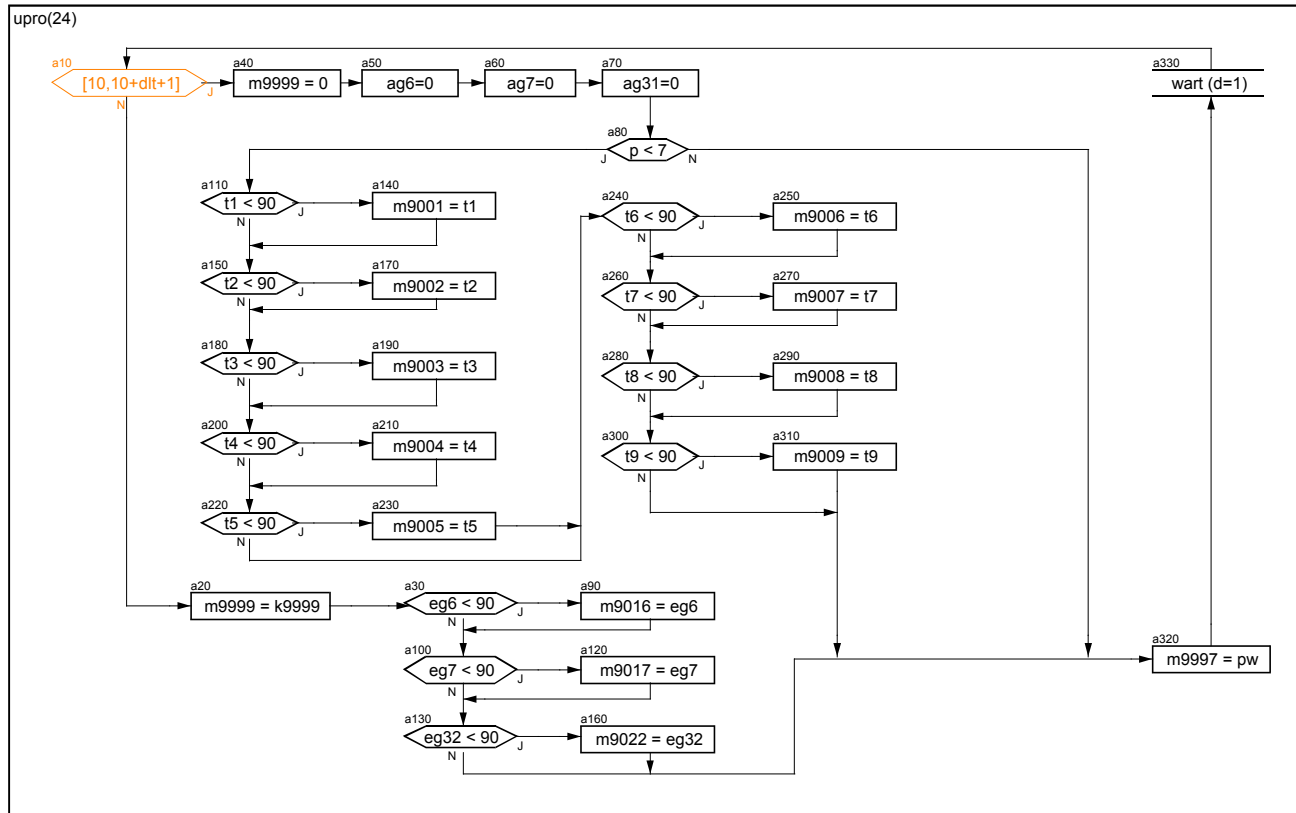 upro(24)
a10
[10,10+dlt+1]
J
N
a40
m9999 = 0
a50
ag6=0
a60
ag7=0
a70
ag31=0
a330
wart (d=1)
a80
p < 7
J
N
a110
t1 < 90
J
N
a140
m9001 = t1
a150
t2 < 90
J
N
a170
m9002 = t2
a180
t3 < 90
J
N
a190
m9003 = t3
a200
t4 < 90
J
N
a210
m9004 = t4
a220
t5 < 90
J
N
a230
m9005 = t5
a240
t6 < 90
J
N
a250
m9006 = t6
a260
t7 < 90
J
N
a270
m9007 = t7
a280
t8 < 90
J
N
a290
m9008 = t8
a300
t9 < 90
J
N
a310
m9009 = t9
a20
m9999 = k9999
a30
eg6 < 90
J
N
a90
m9016 = eg6
a100
eg7 < 90
J
N
a120
m9017 = eg7
a130
eg32 < 90
J
N
a160
m9022 = eg32
a320
m9997 = pw